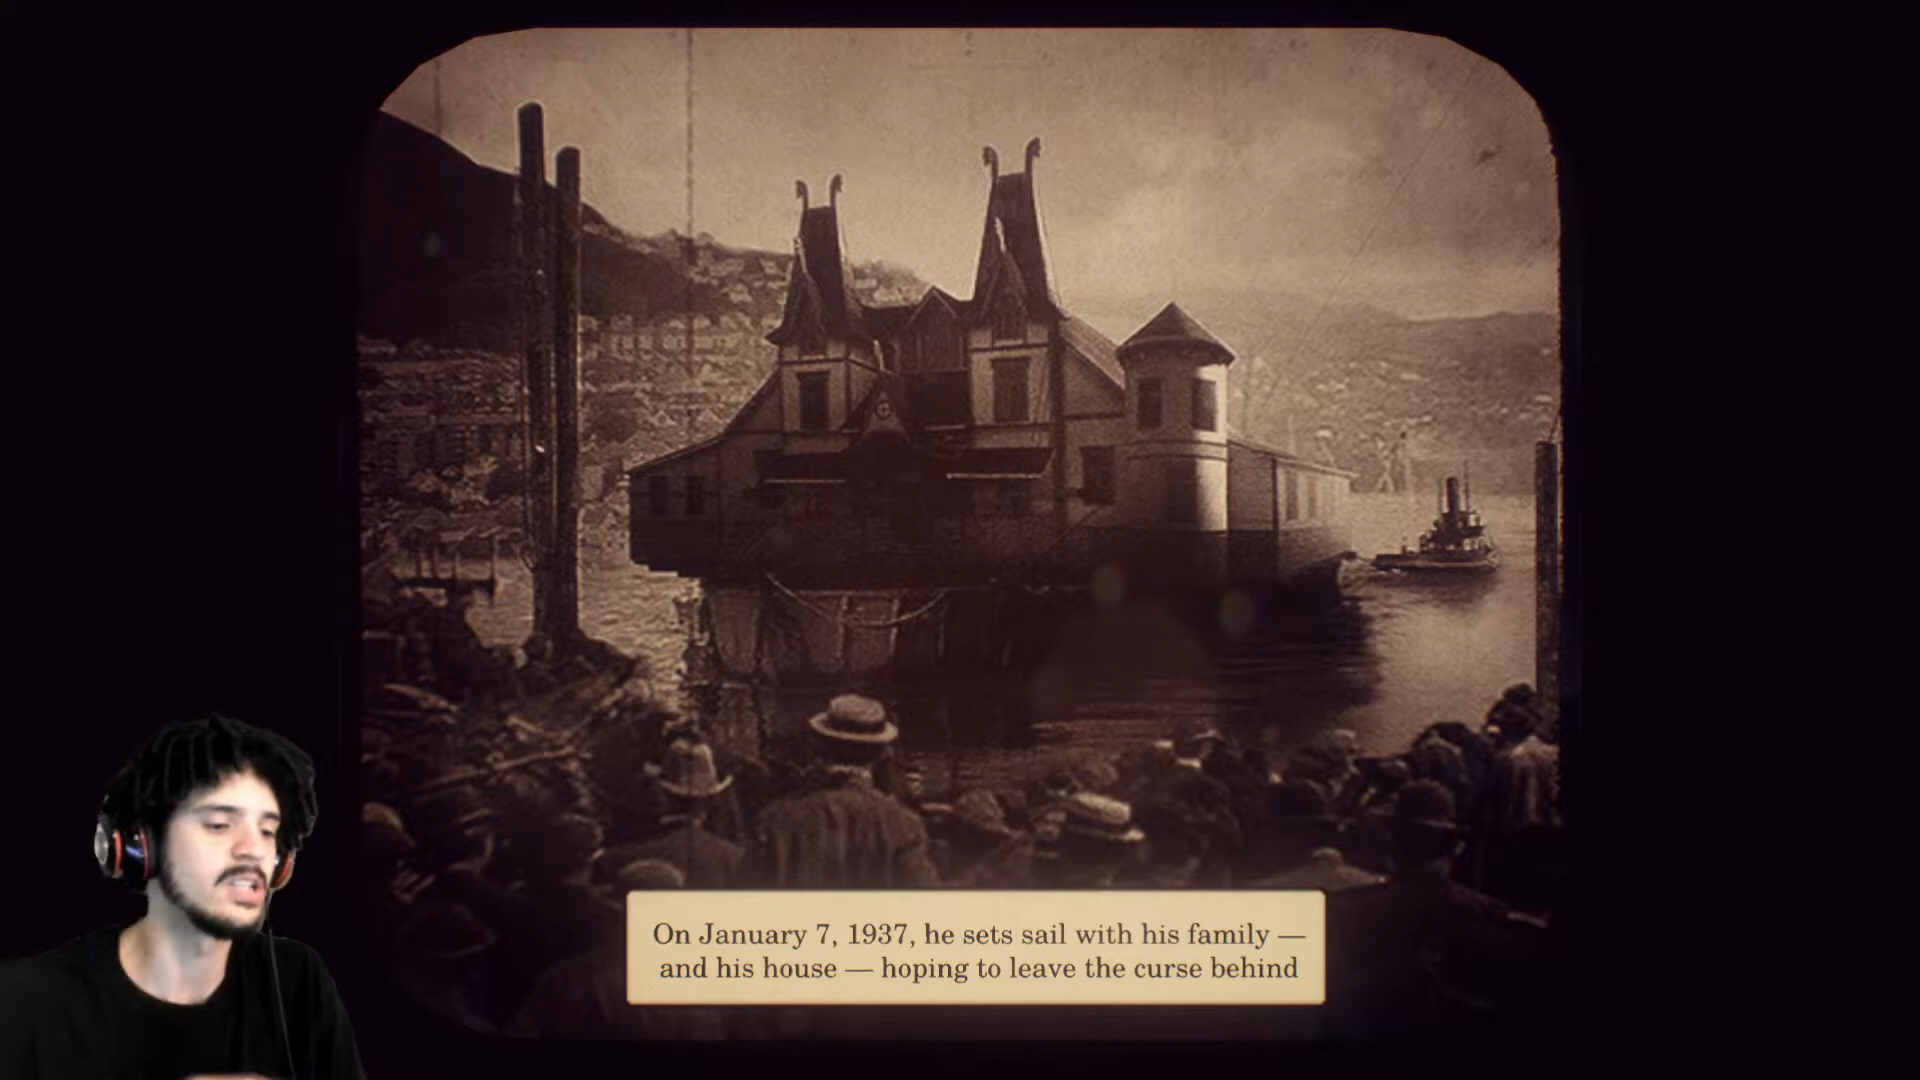 On January 7, 1937, he sets sail with his family —
and his house — hoping to leave the curse behind